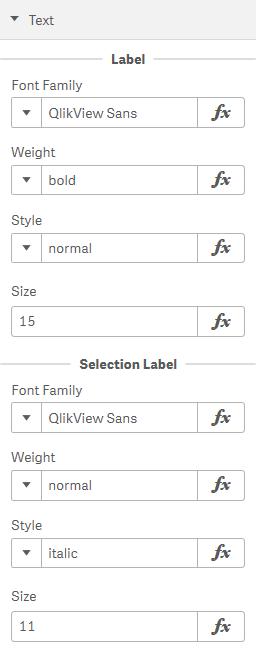 Text
Label
Font Family
QlikView Sans fx
Weight
bold fx
Style
normal fx
Size
15 fx
Selection Label
Font Family
QlikView Sans fx
Weight
normal fx
Style
italic fx
Size
11 fx